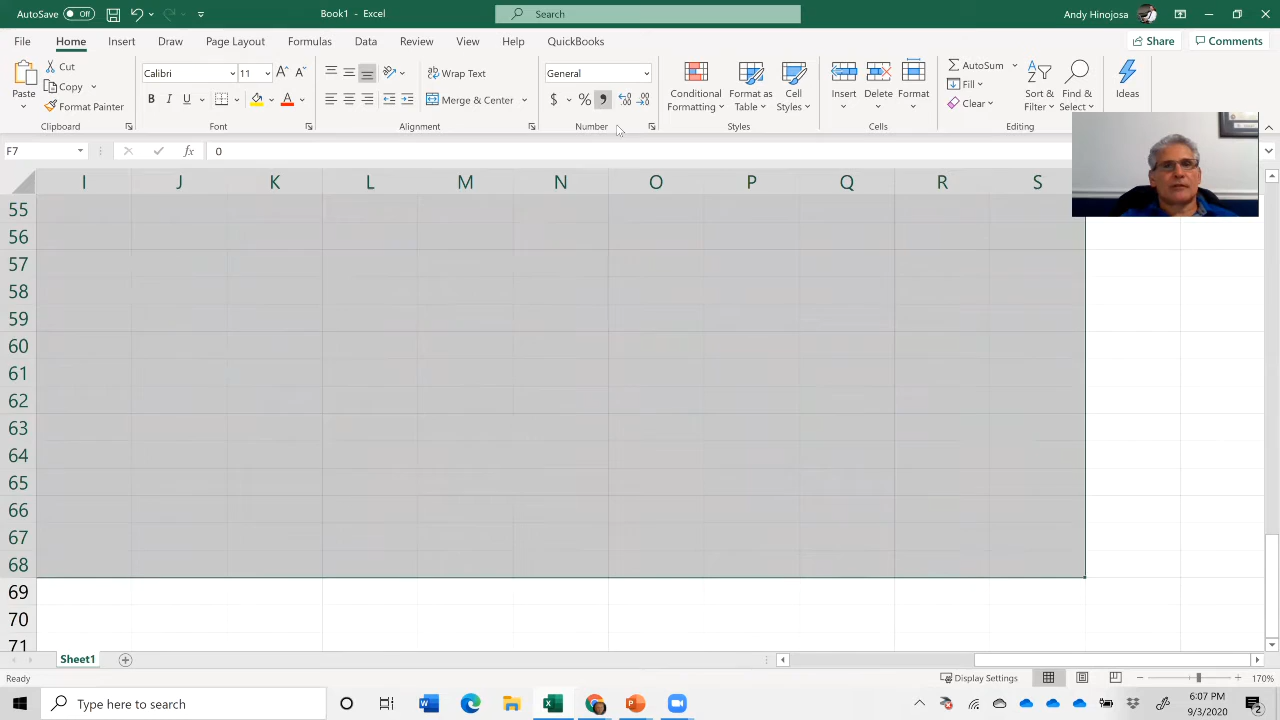 AutoSave Off Book1 - Excel Search Andy Hinojosa
File Home Insert Draw Page Layout Formulas Data Review View Help QuickBooks Share Comments
Paste Cut Copy Format Painter Clipboard
Calibri 11 B I U A Font
Wrap Text Merge & Center Alignment
General $ % , Number
Conditional Formatting Format as Table Cell Styles Styles
Insert Delete Format Cells
AutoSum Fill Clear Sort & Filter Find & Select Editing
Ideas
F7 fx 0
I J K L M N O P Q R S
55
56
57
58
59
60
61
62
63
64
65
66
67
68
69
70
71
Sheet1
Ready Display Settings 170%
Type here to search 6:07 PM
9/3/2020 2